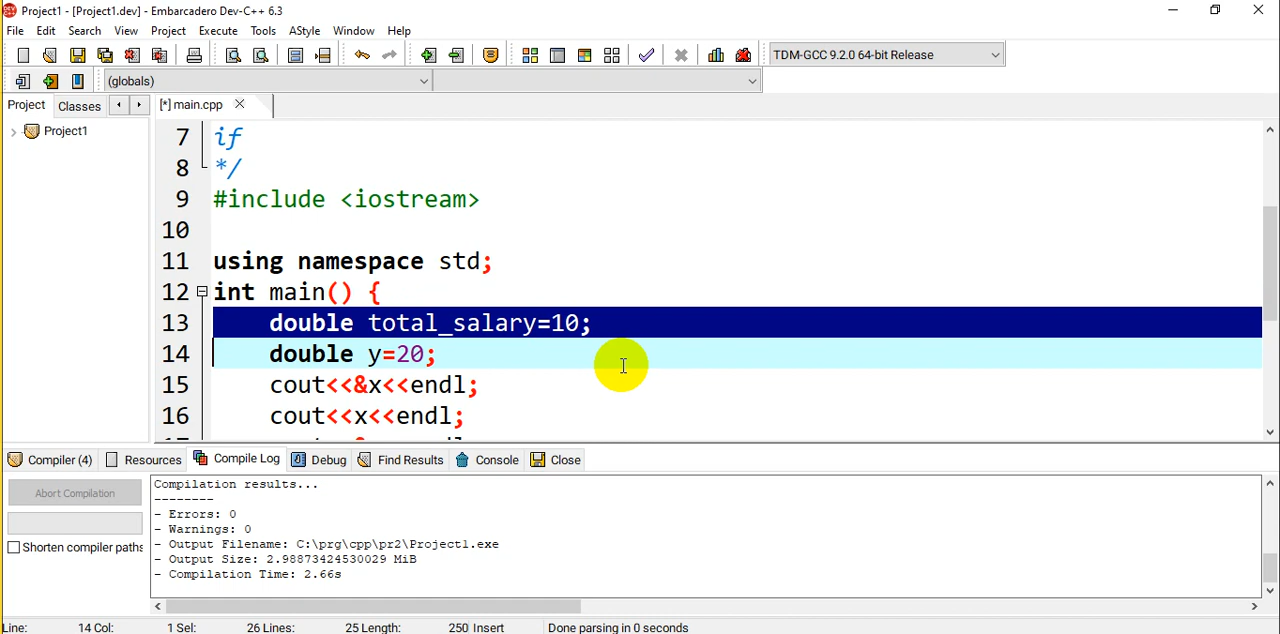 Project1 - [Project1.dev] - Embarcadero Dev-C++ 6.3
File Edit Search View Project Execute Tools AStyle Window Help
TDM-GCC 9.2.0 64-bit Release
(globals)
Project Classes [*] main.cpp
Project1
7 if
8 */
9 #include <iostream>
10
11 using namespace std;
12 int main() {
13 double total_salary=10;
14 double y=20;
15 cout<<&x<<endl;
16 cout<<x<<endl;
Compiler (4) Resources Compile Log Debug Find Results Console Close
Abort Compilation
Shorten compiler paths
Compilation results...
--------
- Errors: 0
- Warnings: 0
- Output Filename: C:\prg\cpp\pr2\Project1.exe
- Output Size: 2.98873424530029 MiB
- Compilation Time: 2.66s
Line: 14 Col: 1 Sel: 26 Lines: 25 Length: 250 Insert Done parsing in 0 seconds